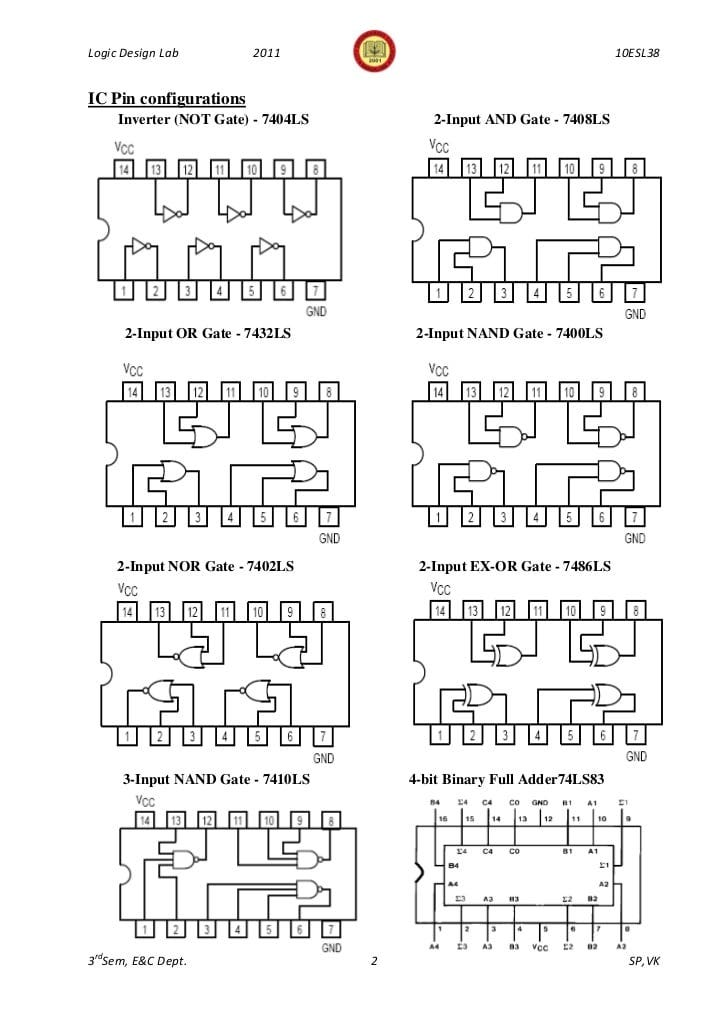 Logic Design Lab 2011 10ESL38
2001
IC Pin configurations
Inverter (NOT Gate) - 7404LS 2-Input AND Gate - 7408LS
VCC VCC
14 13 12 11 10 9 8 14 13 12 11 10 9 8
1 2 3 4 5 6 7 1 2 3 4 5 6 7
GND GND
2-Input OR Gate - 7432LS 2-Input NAND Gate - 7400LS
VCC VCC
14 13 12 11 10 9 8 14 13 12 11 10 9 8
1 2 3 4 5 6 7 1 2 3 4 5 6 7
GND GND
2-Input NOR Gate - 7402LS 2-Input EX-OR Gate - 7486LS
VCC VCC
14 13 12 11 10 9 8 14 13 12 11 10 9 8
1 2 3 4 5 6 7 1 2 3 4 5 6 7
GND GND
3-Input NAND Gate - 7410LS 4-bit Binary Full Adder74LS83
VCC B4 Σ4 C4 C0 GND B1 A1 Σ1
14 13 12 11 10 9 8 16 15 14 13 12 11 10 9
Σ4 C4 C0 B1 A1
B4 Σ1
A4 A2
Σ3 A3 B3 Σ2 B2
1 2 3 4 5 6 7 1 2 3 4 5 6 7 8
GND A4 Σ3 A3 B3 VCC Σ2 B2 A2
3rdSem, E&C Dept. 2 SP,VK